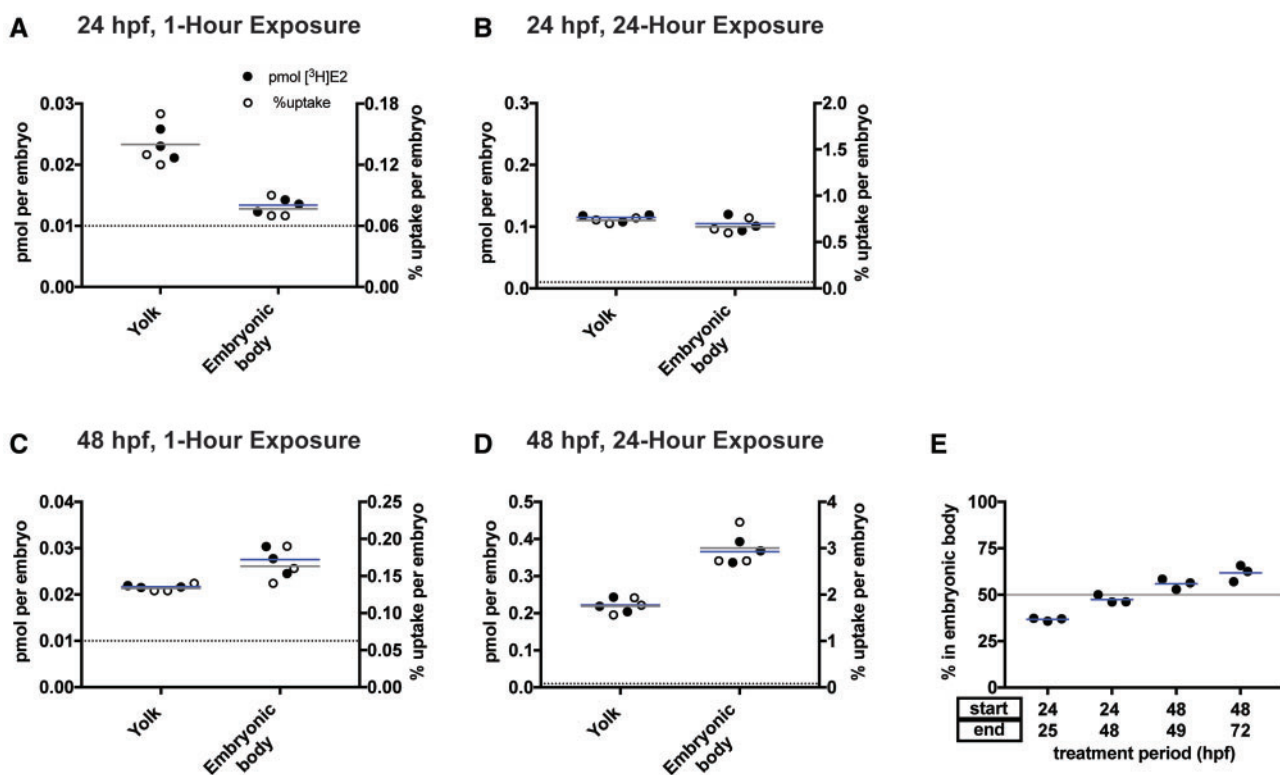 A 24 hpf, 1-Hour Exposure
pmol [³H]E2
%uptake
pmol per embryo
0.03
0.02
0.01
0.00
0.18
0.12
0.06
0.00
% uptake per embryo
Yolk
Embryonic
body
B 24 hpf, 24-Hour Exposure
pmol per embryo
0.3
0.2
0.1
0.0
2.0
1.5
1.0
0.5
0.0
% uptake per embryo
Yolk
Embryonic
body
C 48 hpf, 1-Hour Exposure
pmol per embryo
0.04
0.03
0.02
0.01
0.00
0.25
0.20
0.15
0.10
0.05
0.00
% uptake per embryo
Yolk
Embryonic
body
D 48 hpf, 24-Hour Exposure
pmol per embryo
0.5
0.4
0.3
0.2
0.1
0.0
4
3
2
1
0
% uptake per embryo
Yolk
Embryonic
body
E
% in embryonic body
100
75
50
25
0
start 24 24 48 48
end 25 48 49 72
treatment period (hpf)